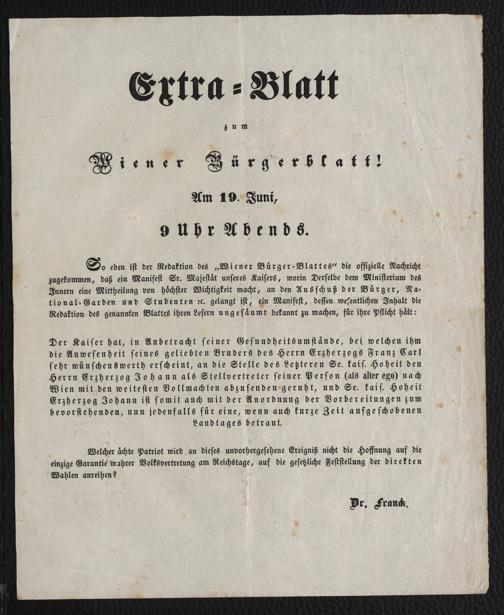 Extra=Blatt
zum
Wiener Bürgerblatt!
Am 19. Juni,
9 Uhr Abends.
So eben ist der Redaktion des „Wiener Bürger-Blattes“ die offizielle Nachricht
zugekommen, daß ein Manifest Sr. Majestät unseres Kaisers, worin Derselbe dem Ministerium des
Innern eine Mittheilung von höchster Wichtigkeit macht, an den Ausschuß der Bürger, Na-
tional-Garden und Studenten ꝛc. gelangt ist, ein Manifest, dessen wesentlichen Inhalt die
Redaktion des genannten Blattes ihren Lesern ungesäumt bekannt zu machen, für ihre Pflicht hält:
Der Kaiser hat, in Anbetracht seiner Gesundheitsumstände, bei welchen ihm
die Anwesenheit seines geliebten Bruders des Herrn Erzherzogs Franz Carl
sehr wünschenswerth erscheint, an die Stelle des Letzteren Se. kais. Hoheit den
Herrn Erzherzog Johann als Stellvertreter seiner Person (als alter ego) nach
Wien mit den weitesten Vollmachten abzusenden geruht, und Se. kais. Hoheit
Erzherzog Johann ist somit auch mit der Anordnung der Vorbereitungen zum
bevorstehenden, nun jedenfalls für eine, wenn auch kurze Zeit aufgeschobenen
Landtages betraut.
Welcher ächte Patriot wird an dieses unvorhergesehene Ereigniß nicht die Hoffnung auf die
einzige Garantie wahrer Volksvertretung am Reichstage, auf die gesetzliche Feststellung der direkten
Wahlen anreihen?
Dr. Franck.